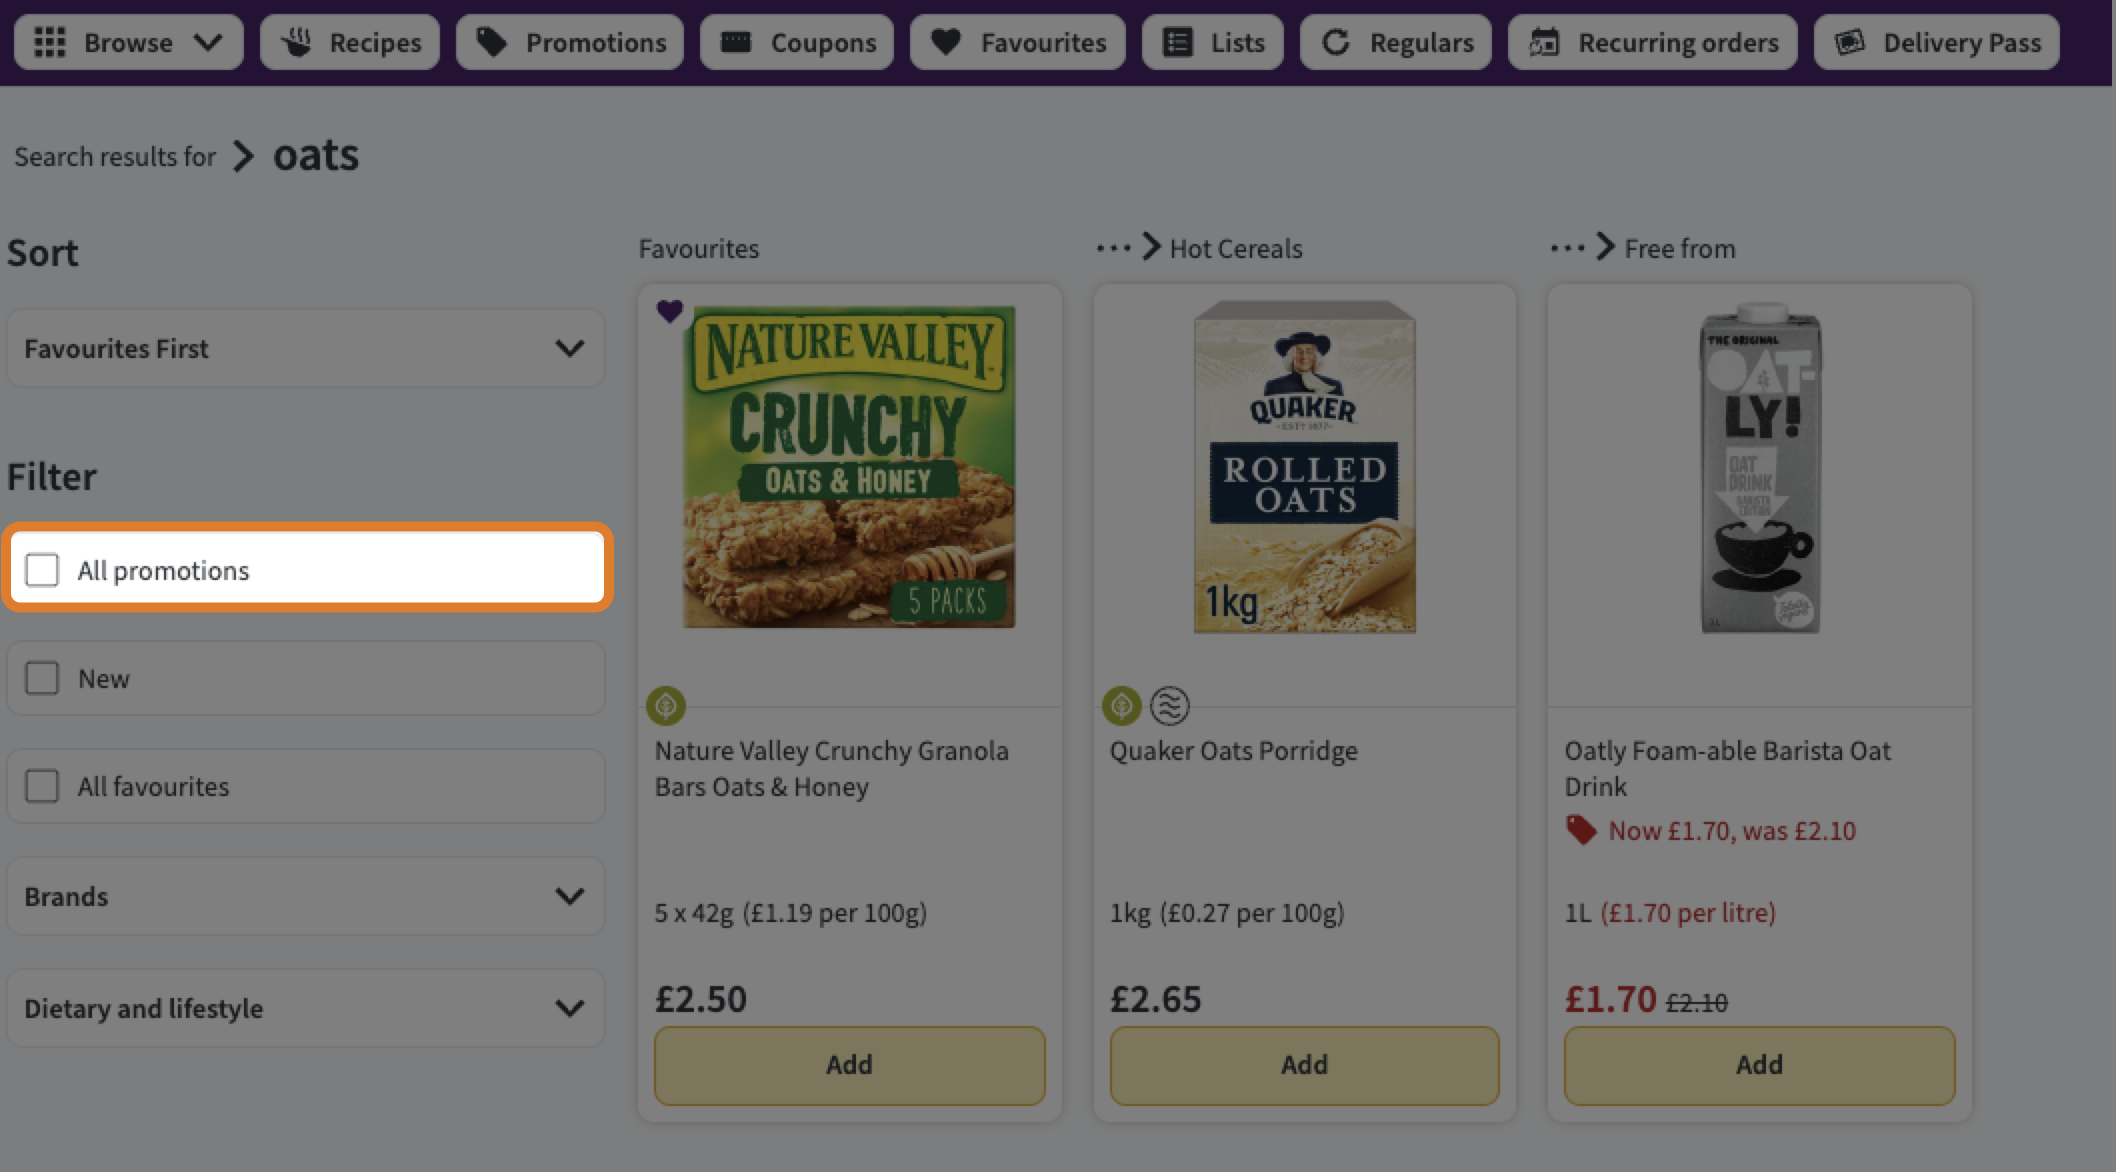 Browse
Recipes
Promotions
Coupons
Favourites
Lists
Regulars
Recurring orders
Delivery Pass
Search results for oats
Sort
Favourites First
Filter
All promotions
New
All favourites
Brands
Dietary and lifestyle
Favourites
NATURE VALLEY
CRUNCHY
OATS & HONEY
5 PACKS
Nature Valley Crunchy Granola
Bars Oats & Honey
5 x 42g (£1.19 per 100g)
£2.50
Add
... Hot Cereals
QUAKER
ESTD 1877
ROLLED
OATS
1kg
Quaker Oats Porridge
1kg (£0.27 per 100g)
£2.65
Add
... Free from
THE ORIGINAL
OAT-
LY!
OAT
DRINK
BARISTA
EDITION
1L
Oatly Foam-able Barista Oat
Drink
Now £1.70, was £2.10
1L (£1.70 per litre)
£1.70 £2.10
Add